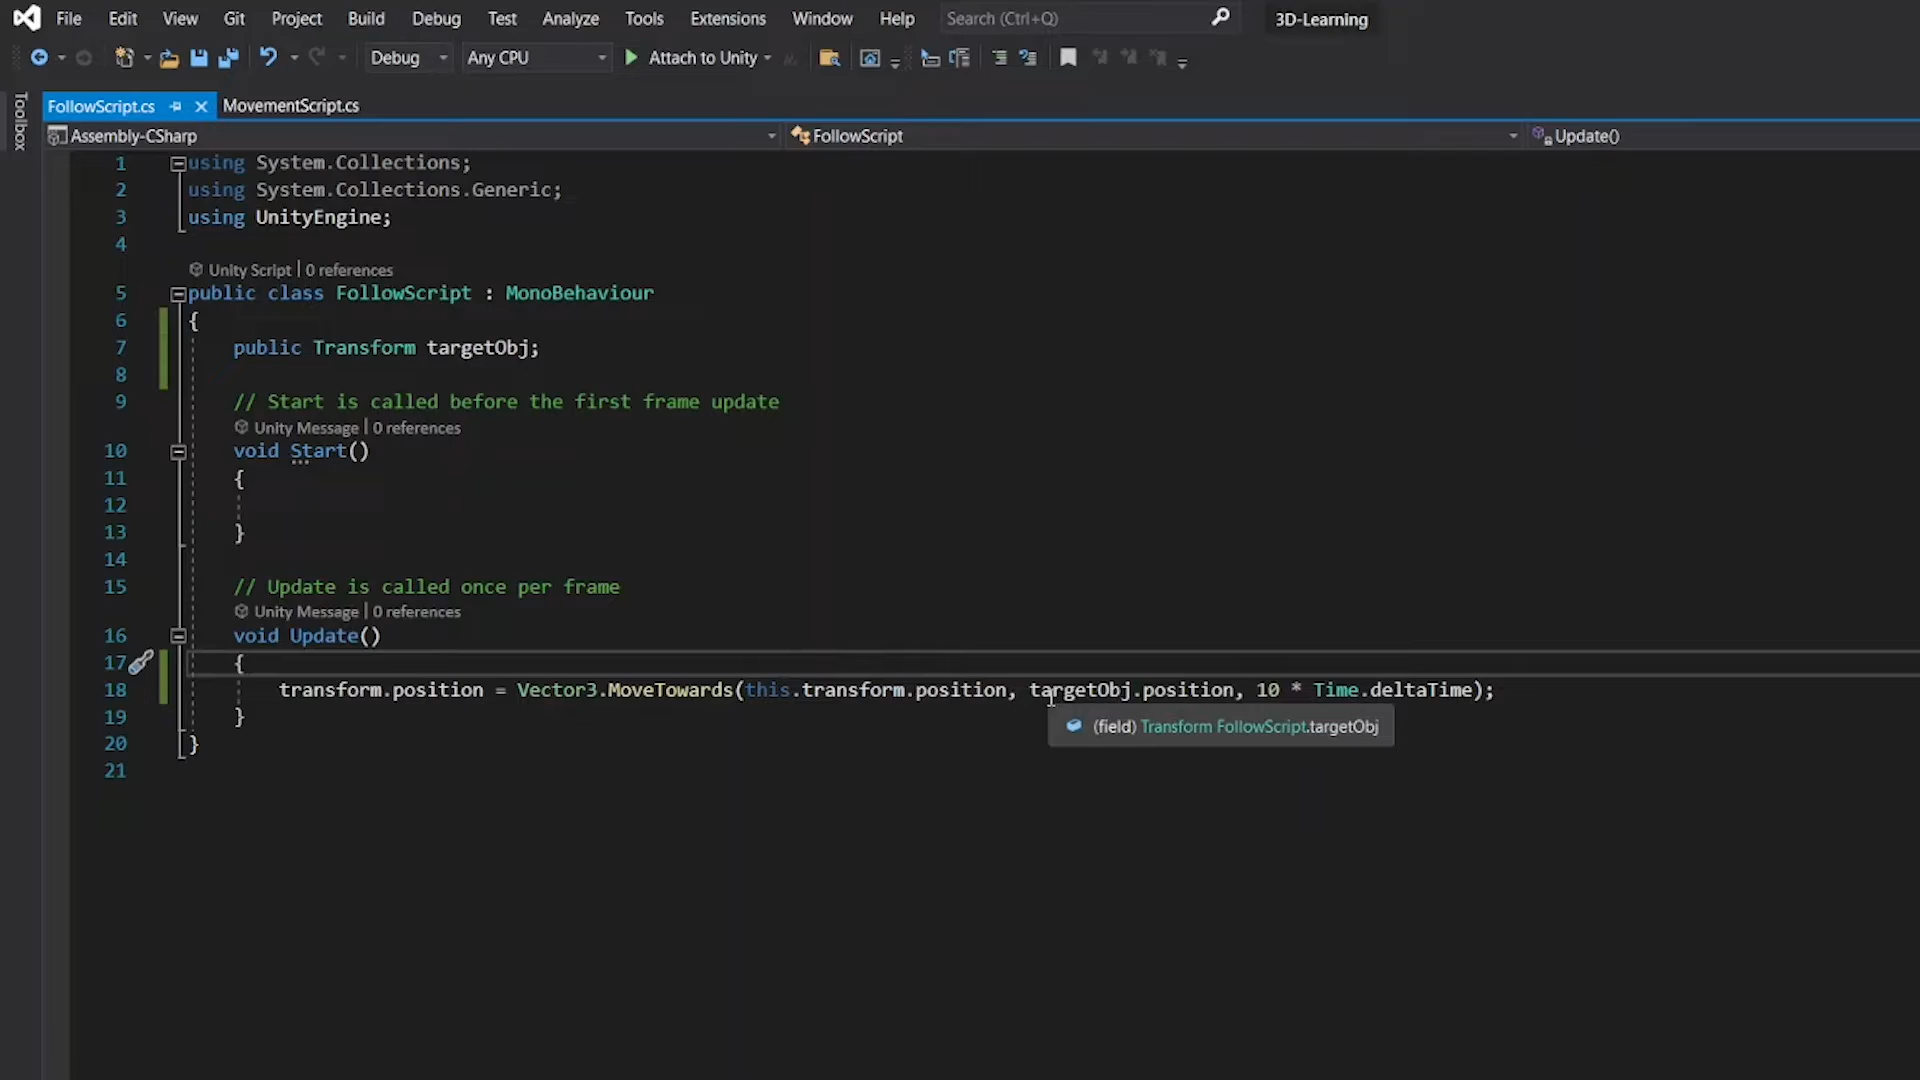 File Edit View Git Project Build Debug Test Analyze Tools Extensions Window Help Search (Ctrl+Q) 3D-Learning
Debug Any CPU Attach to Unity
Toolbox
FollowScript.cs MovementScript.cs
Assembly-CSharp FollowScript Update()
1 using System.Collections;
2 using System.Collections.Generic;
3 using UnityEngine;
4
Unity Script | 0 references
5 public class FollowScript : MonoBehaviour
6 {
7 public Transform targetObj;
8
9 // Start is called before the first frame update
Unity Message | 0 references
10 void Start()
11 {
12
13 }
14
15 // Update is called once per frame
Unity Message | 0 references
16 void Update()
17 {
18 transform.position = Vector3.MoveTowards(this.transform.position, targetObj.position, 10 * Time.deltaTime);
19 }
(field) Transform FollowScript.targetObj
20 }
21